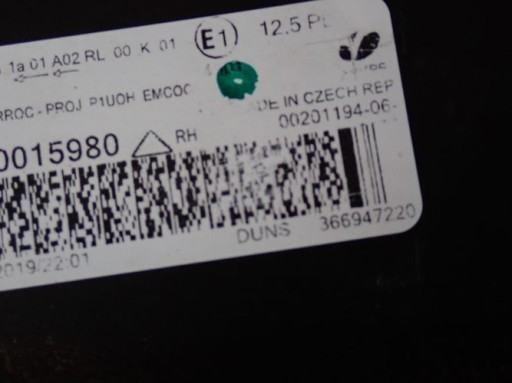 1a 01 A02 RL 00 K 01 E1 12.5
RROC - PROJ P1UOH EMCOC
DE IN CZECH REP
00201194-06-
0015980 RH
2019/22:01
DUNS 366947220